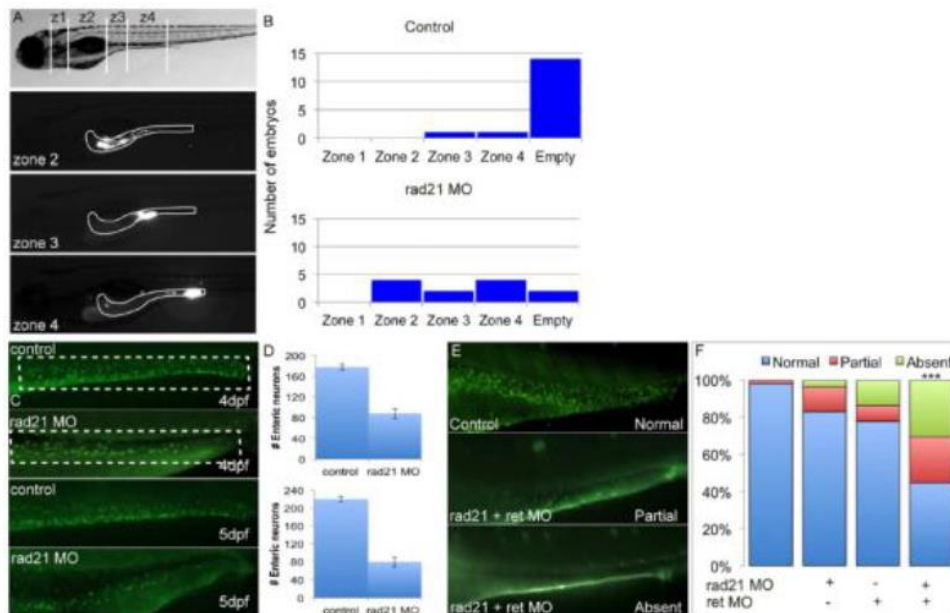 A
z1 z2 z3 z4
zone 2
zone 3
zone 4
B
Control
Number of embryos
15
10
5
0
Zone 1 Zone 2 Zone 3 Zone 4 Empty
rad21 MO
15
10
5
0
Zone 1 Zone 2 Zone 3 Zone 4 Empty
control
C
4dpf
rad21 MO
4dpf
control
5dpf
rad21 MO
5dpf
D
# Enteric neurons
200
160
120
80
40
0
control rad21 MO
# Enteric neurons
240
200
160
120
80
40
0
control rad21 MO
E
Control Normal
rad21 + ret MO Partial
rad21 + ret MO Absent
F
Normal Partial Absent
***
100%
80%
60%
40%
20%
0%
rad21 MO + - +
ret MO - + +